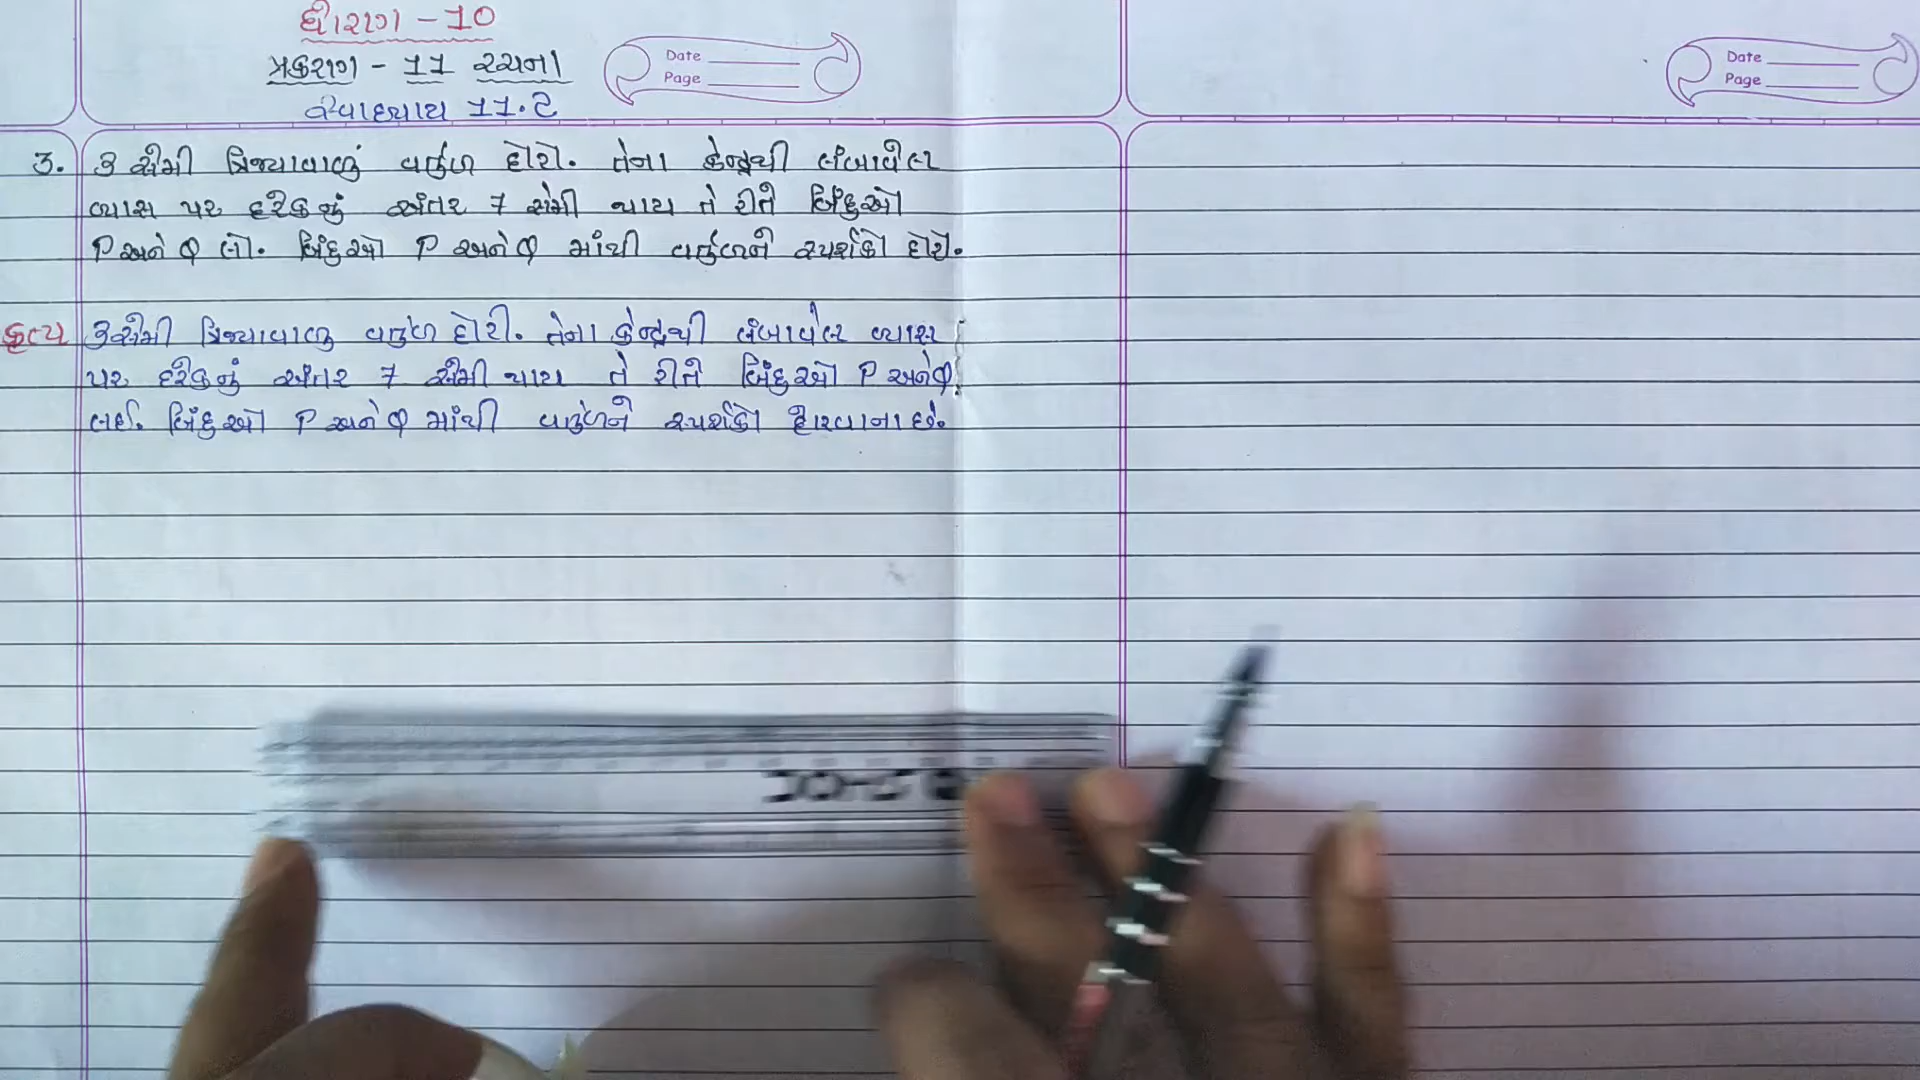 ધોરણ - 10
પ્રકરણ - 11 રચના
સ્વાધ્યાય 11.2
Date
Page
Date
Page
3. 3 સેમી ત્રિજ્યાવાળું વર્તુળ દોરો. તેના કેન્દ્રથી લંબાવેલ
વ્યાસ પર દરેકનું અંતર 7 સેમી થાય તે રીતે બિંદુઓ
P અને Q લો. બિંદુઓ P અને Q માંથી વર્તુળને સ્પર્શકો દોરો.
કૃત્ય 3 સેમી ત્રિજ્યાવાળુ વર્તુળ દોરી. તેના કેન્દ્રથી લંબાવેલ વ્યાસ
પર દરેકનું અંતર 7 સેમી થાય તે રીતે બિંદુઓ P અને Q
લઈ. બિંદુઓ P અને Q માંથી વર્તુળને સ્પર્શકો દોરવાના છે.